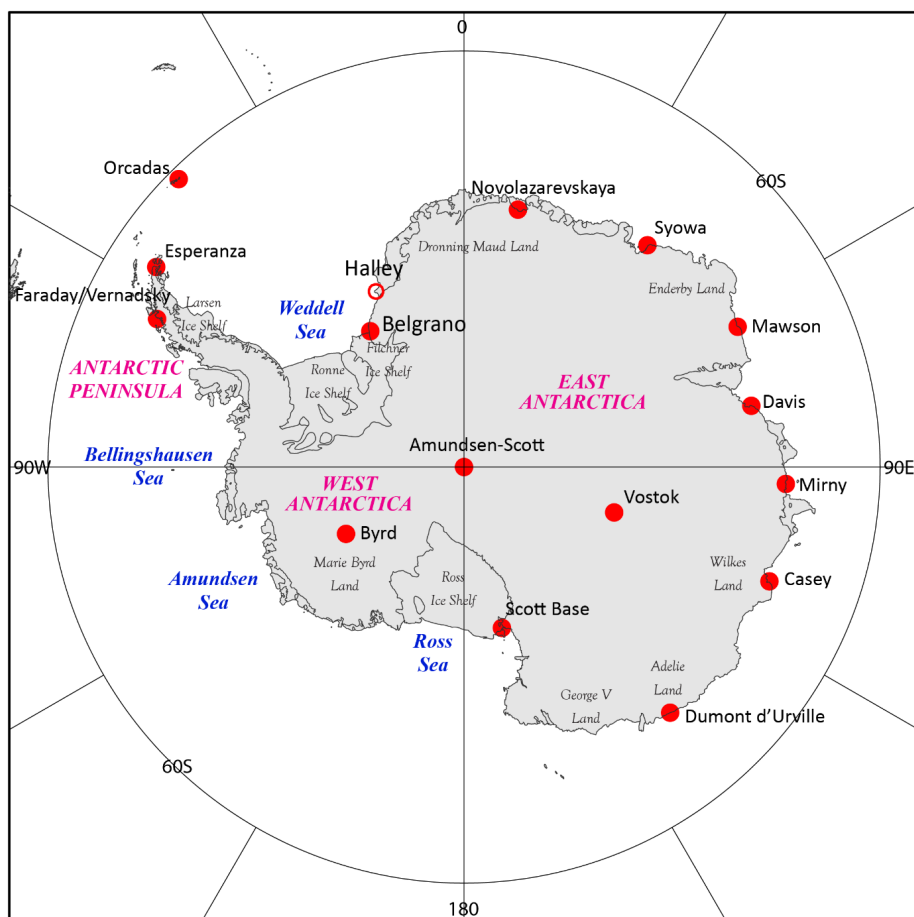 0
Orcadas
Novolazarevskaya
60S
Syowa
Dronning Maud Land
Esperanza
Halley
Enderby Land
Faraday/Vernadsky
Larsen
Ice Shelf
Weddell
Sea
Belgrano
Mawson
Filchner
Ice Shelf
ANTARCTIC
PENINSULA
Ronne
Ice Shelf
EAST
ANTARCTICA
Davis
Amundsen-Scott
Bellingshausen
Sea
90W
90E
WEST
ANTARCTICA
Mirny
Vostok
Byrd
Marie Byrd
Land
Amundsen
Sea
Ross
Ice Shelf
Wilkes
Land
Casey
Scott Base
Ross
Sea
Adelie
Land
George V
Land
Dumont d’Urville
60S
180